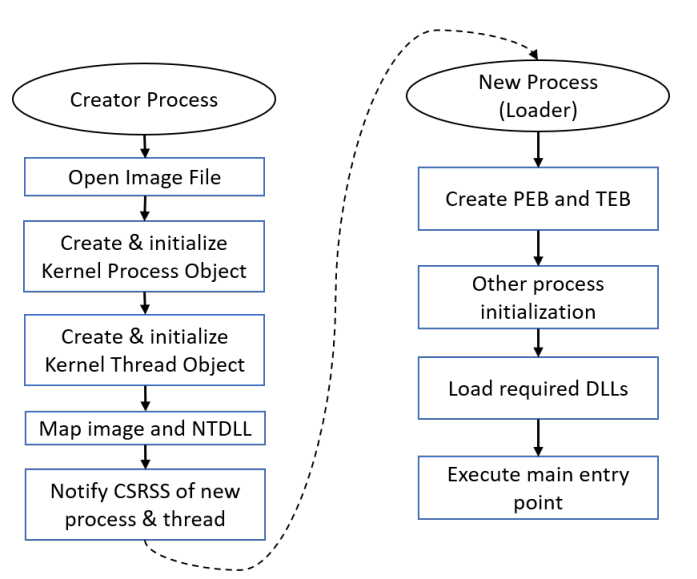 Creator Process
Open Image File
Create & initialize
Kernel Process Object
Create & initialize
Kernel Thread Object
Map image and NTDLL
Notify CSRSS of new
process & thread
New Process
(Loader)
Create PEB and TEB
Other process
initialization
Load required DLLs
Execute main entry
point